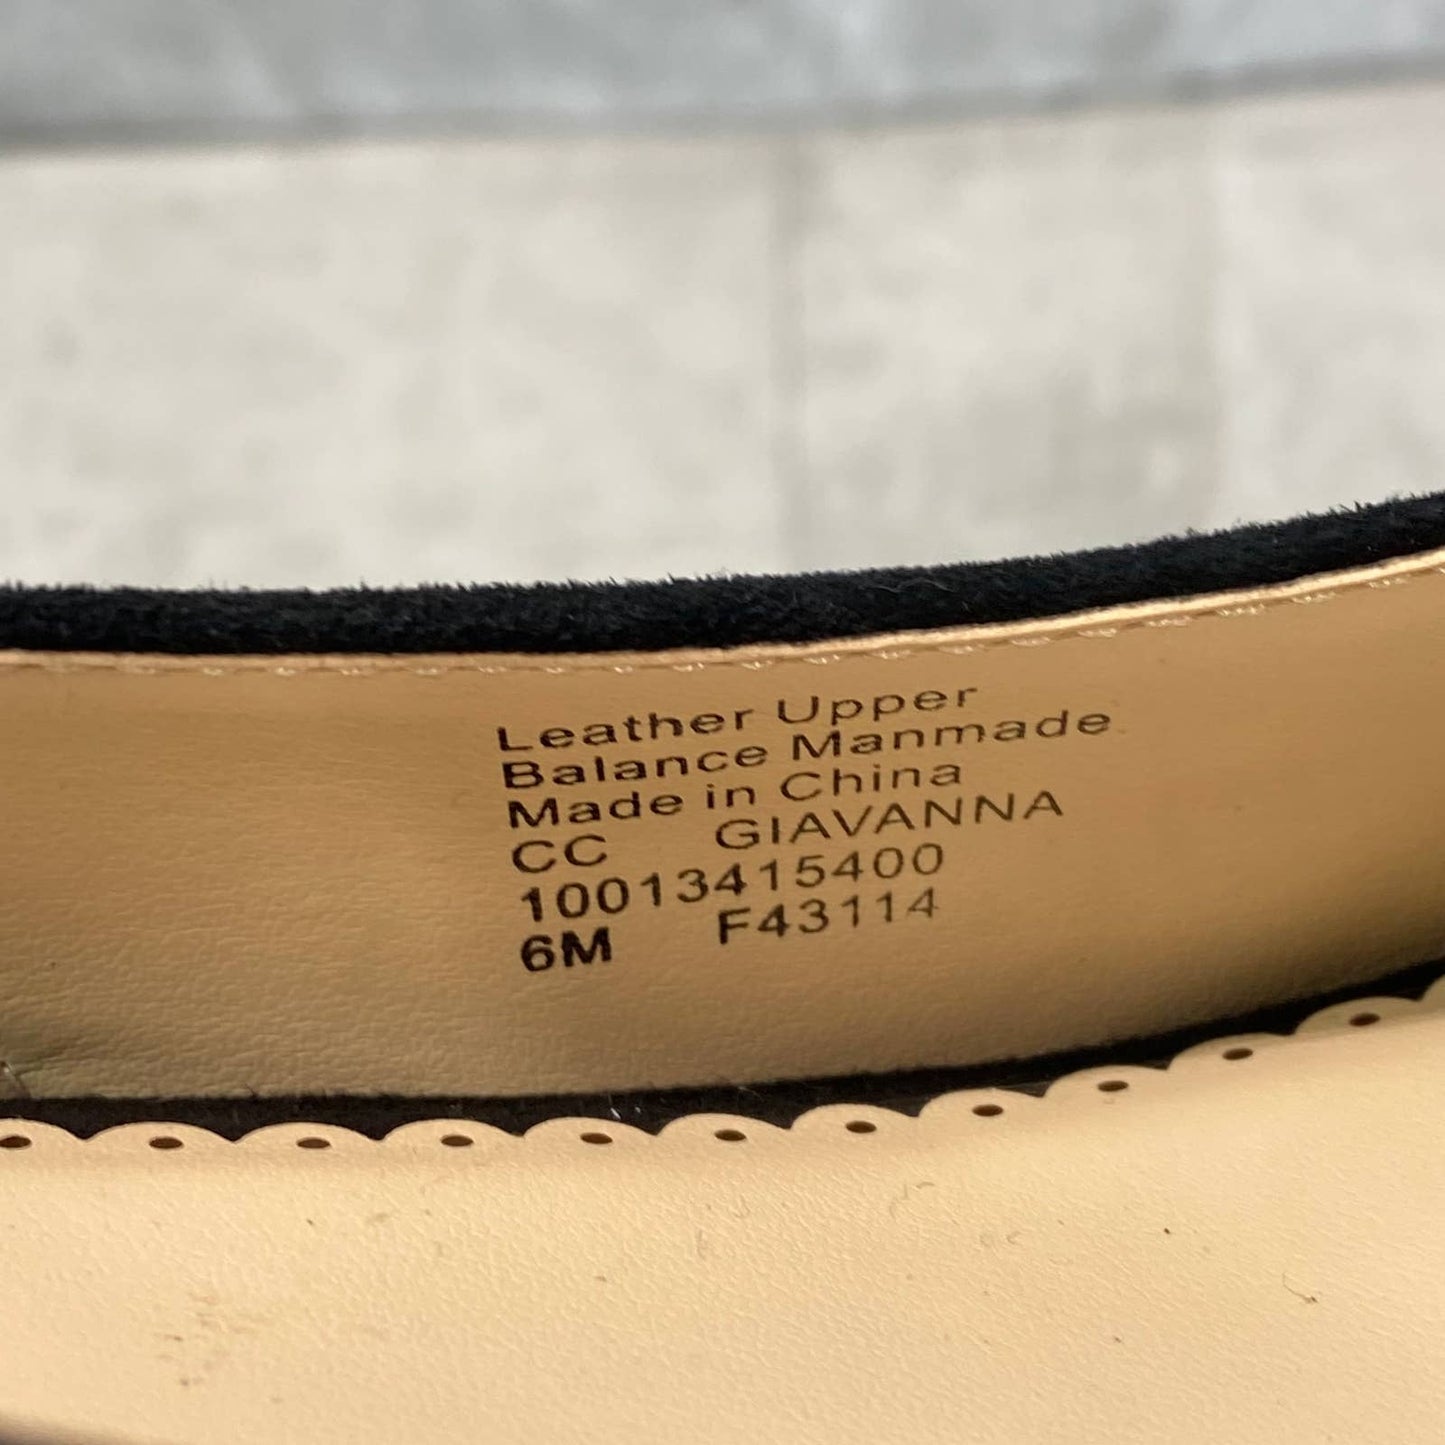 Leather Upper
Balance Manmade
Made in China
CC GIAVANNA
10013415400
6M F43114